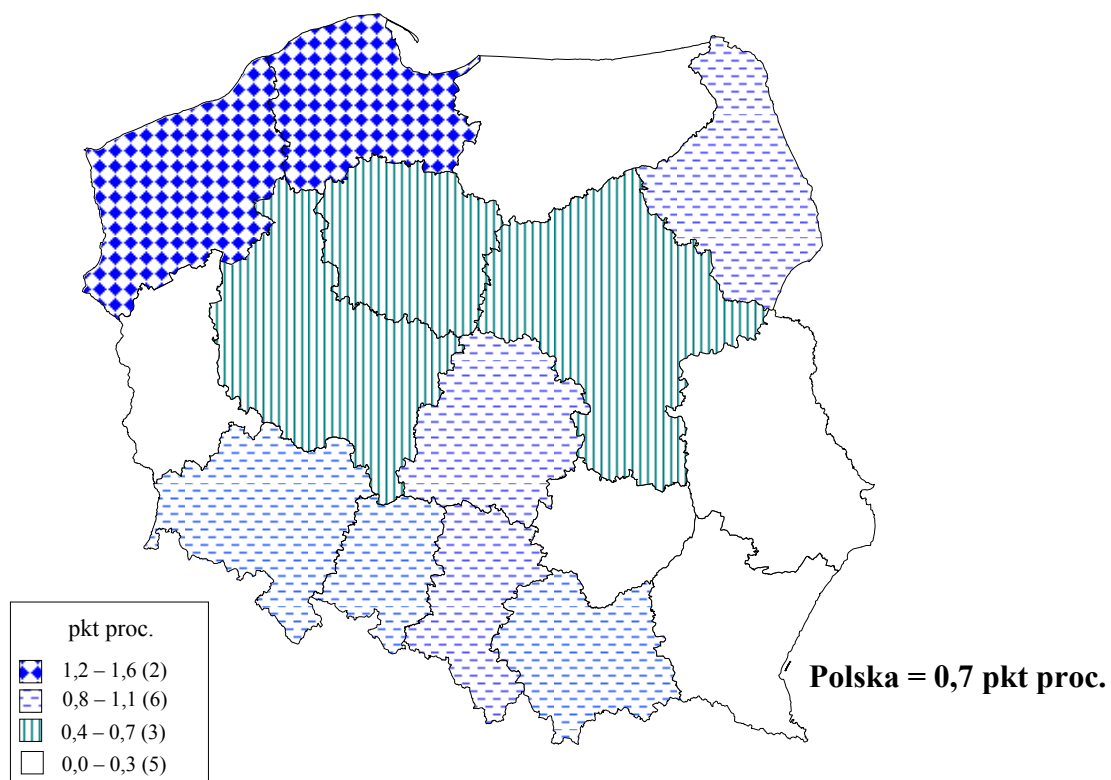 pkt proc.
1,2 – 1,6 (2)
0,8 – 1,1 (6)
0,4 – 0,7 (3)
0,0 – 0,3 (5)
Polska = 0,7 pkt proc.